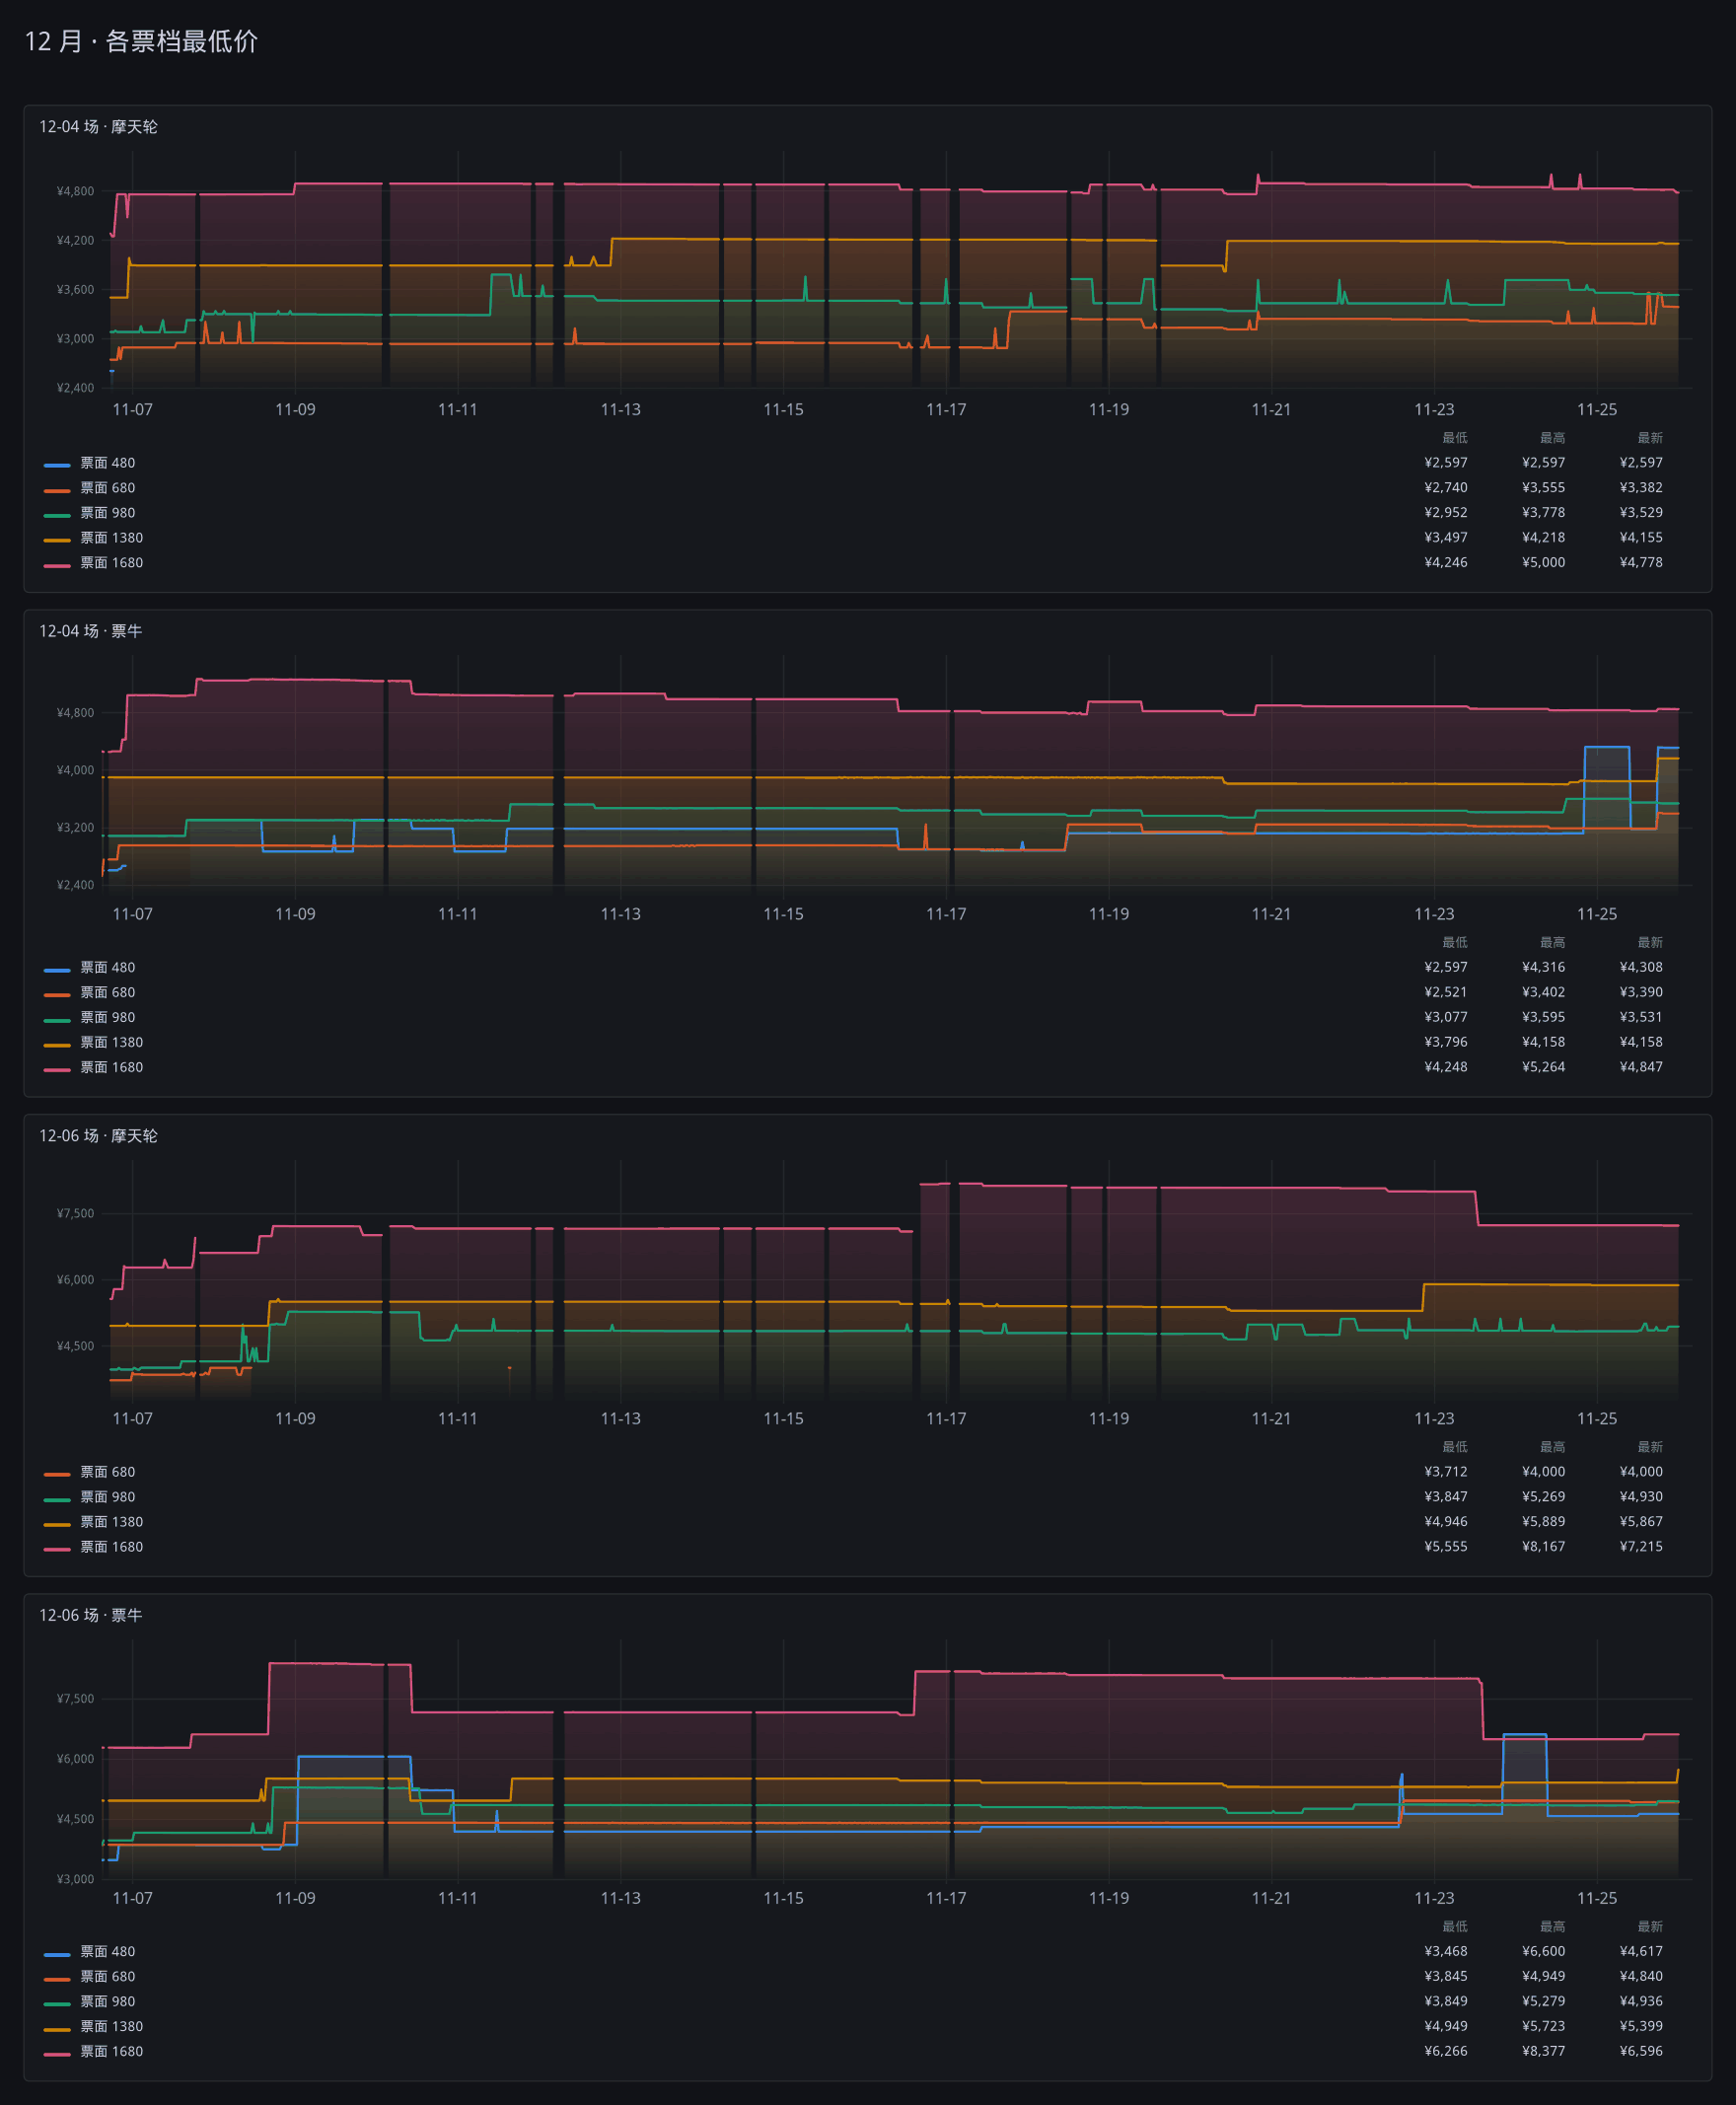 12 月 · 各票档最低价
12-04 场 · 摩天轮
¥4,800
¥4,200
¥3,600
¥3,000
¥2,400
11-07 11-09 11-11 11-13 11-15 11-17 11-19 11-21 11-23 11-25
最低 最高 最新
票面 480 ¥2,597 ¥2,597 ¥2,597
票面 680 ¥2,740 ¥3,555 ¥3,382
票面 980 ¥2,952 ¥3,778 ¥3,529
票面 1380 ¥3,497 ¥4,218 ¥4,155
票面 1680 ¥4,246 ¥5,000 ¥4,778
12-04 场 · 票牛
¥4,800
¥4,000
¥3,200
¥2,400
11-07 11-09 11-11 11-13 11-15 11-17 11-19 11-21 11-23 11-25
最低 最高 最新
票面 480 ¥2,597 ¥4,316 ¥4,308
票面 680 ¥2,521 ¥3,402 ¥3,390
票面 980 ¥3,077 ¥3,595 ¥3,531
票面 1380 ¥3,796 ¥4,158 ¥4,158
票面 1680 ¥4,248 ¥5,264 ¥4,847
12-06 场 · 摩天轮
¥7,500
¥6,000
¥4,500
11-07 11-09 11-11 11-13 11-15 11-17 11-19 11-21 11-23 11-25
最低 最高 最新
票面 680 ¥3,712 ¥4,000 ¥4,000
票面 980 ¥3,847 ¥5,269 ¥4,930
票面 1380 ¥4,946 ¥5,889 ¥5,867
票面 1680 ¥5,555 ¥8,167 ¥7,215
12-06 场 · 票牛
¥7,500
¥6,000
¥4,500
¥3,000
11-07 11-09 11-11 11-13 11-15 11-17 11-19 11-21 11-23 11-25
最低 最高 最新
票面 480 ¥3,468 ¥6,600 ¥4,617
票面 680 ¥3,845 ¥4,949 ¥4,840
票面 980 ¥3,849 ¥5,279 ¥4,936
票面 1380 ¥4,949 ¥5,723 ¥5,399
票面 1680 ¥6,266 ¥8,377 ¥6,596